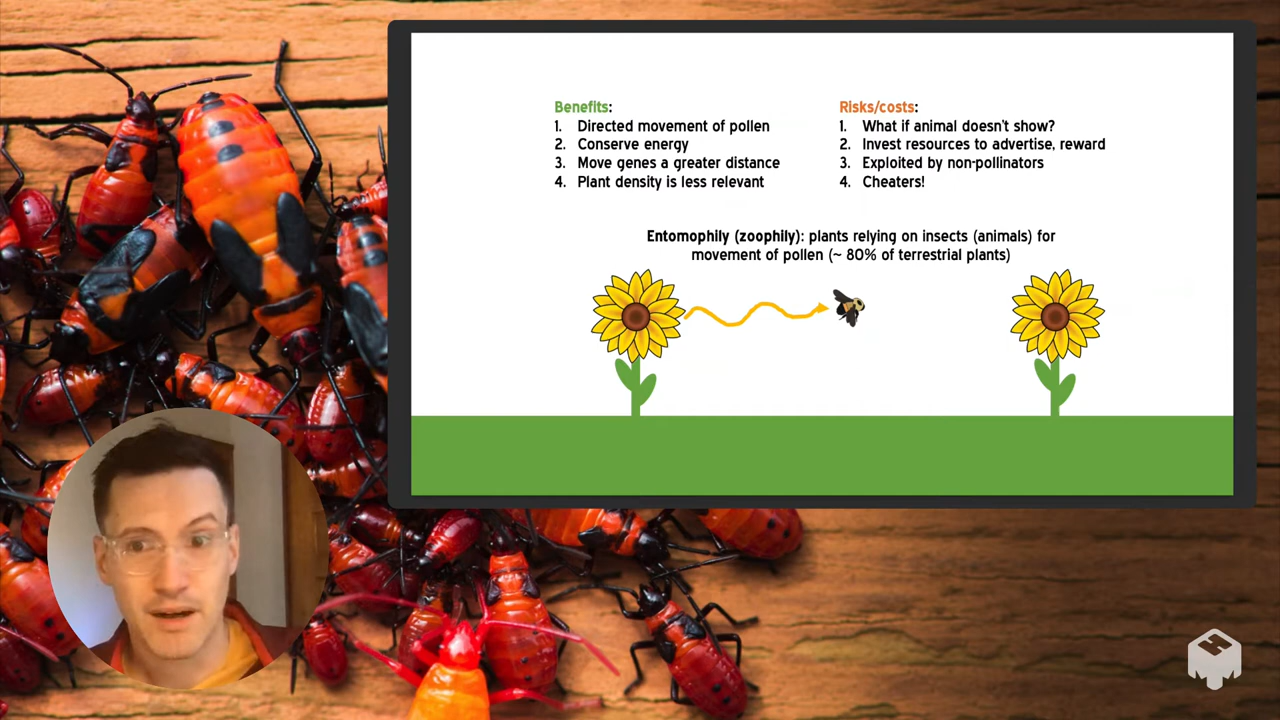 Benefits:
1. Directed movement of pollen
2. Conserve energy
3. Move genes a greater distance
4. Plant density is less relevant
Risks/costs:
1. What if animal doesn't show?
2. Invest resources to advertise, reward
3. Exploited by non-pollinators
4. Cheaters!
Entomophily (zoophily): plants relying on insects (animals) for
movement of pollen (~ 80% of terrestrial plants)